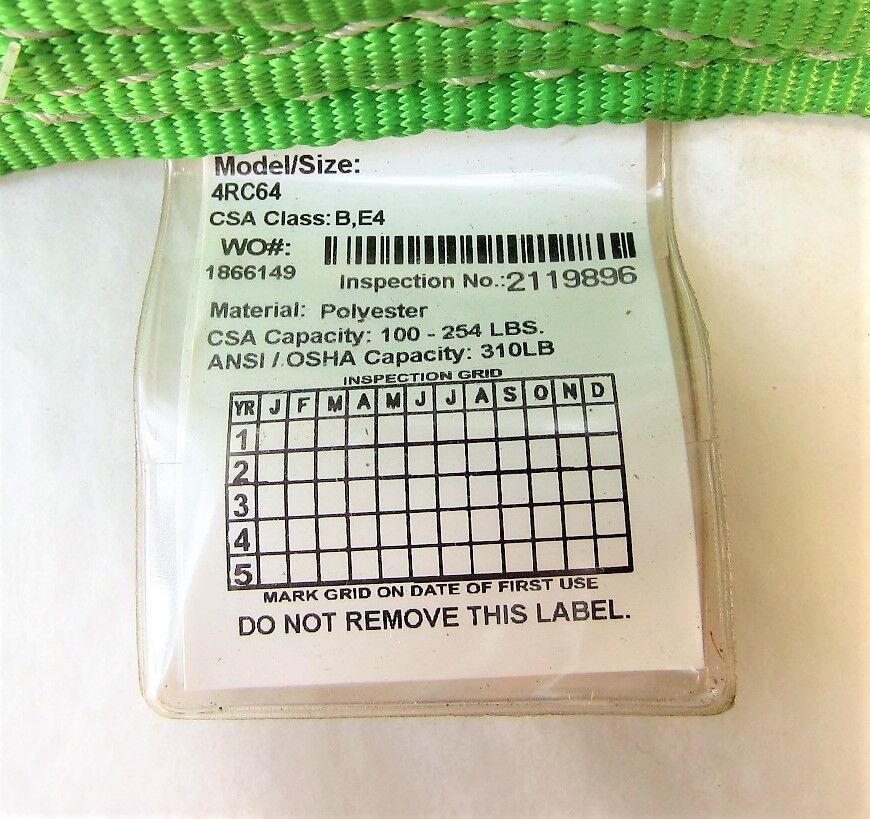 Model/Size:
4RC64
CSA Class: B,E4
WO#:
1866149
Inspection No.: 2119896
Material: Polyester
CSA Capacity: 100 - 254 LBS.
ANSI / OSHA Capacity: 310LB
INSPECTION GRID
YR J F M A M J J A S O N D
1
2
3
4
5
MARK GRID ON DATE OF FIRST USE
DO NOT REMOVE THIS LABEL.